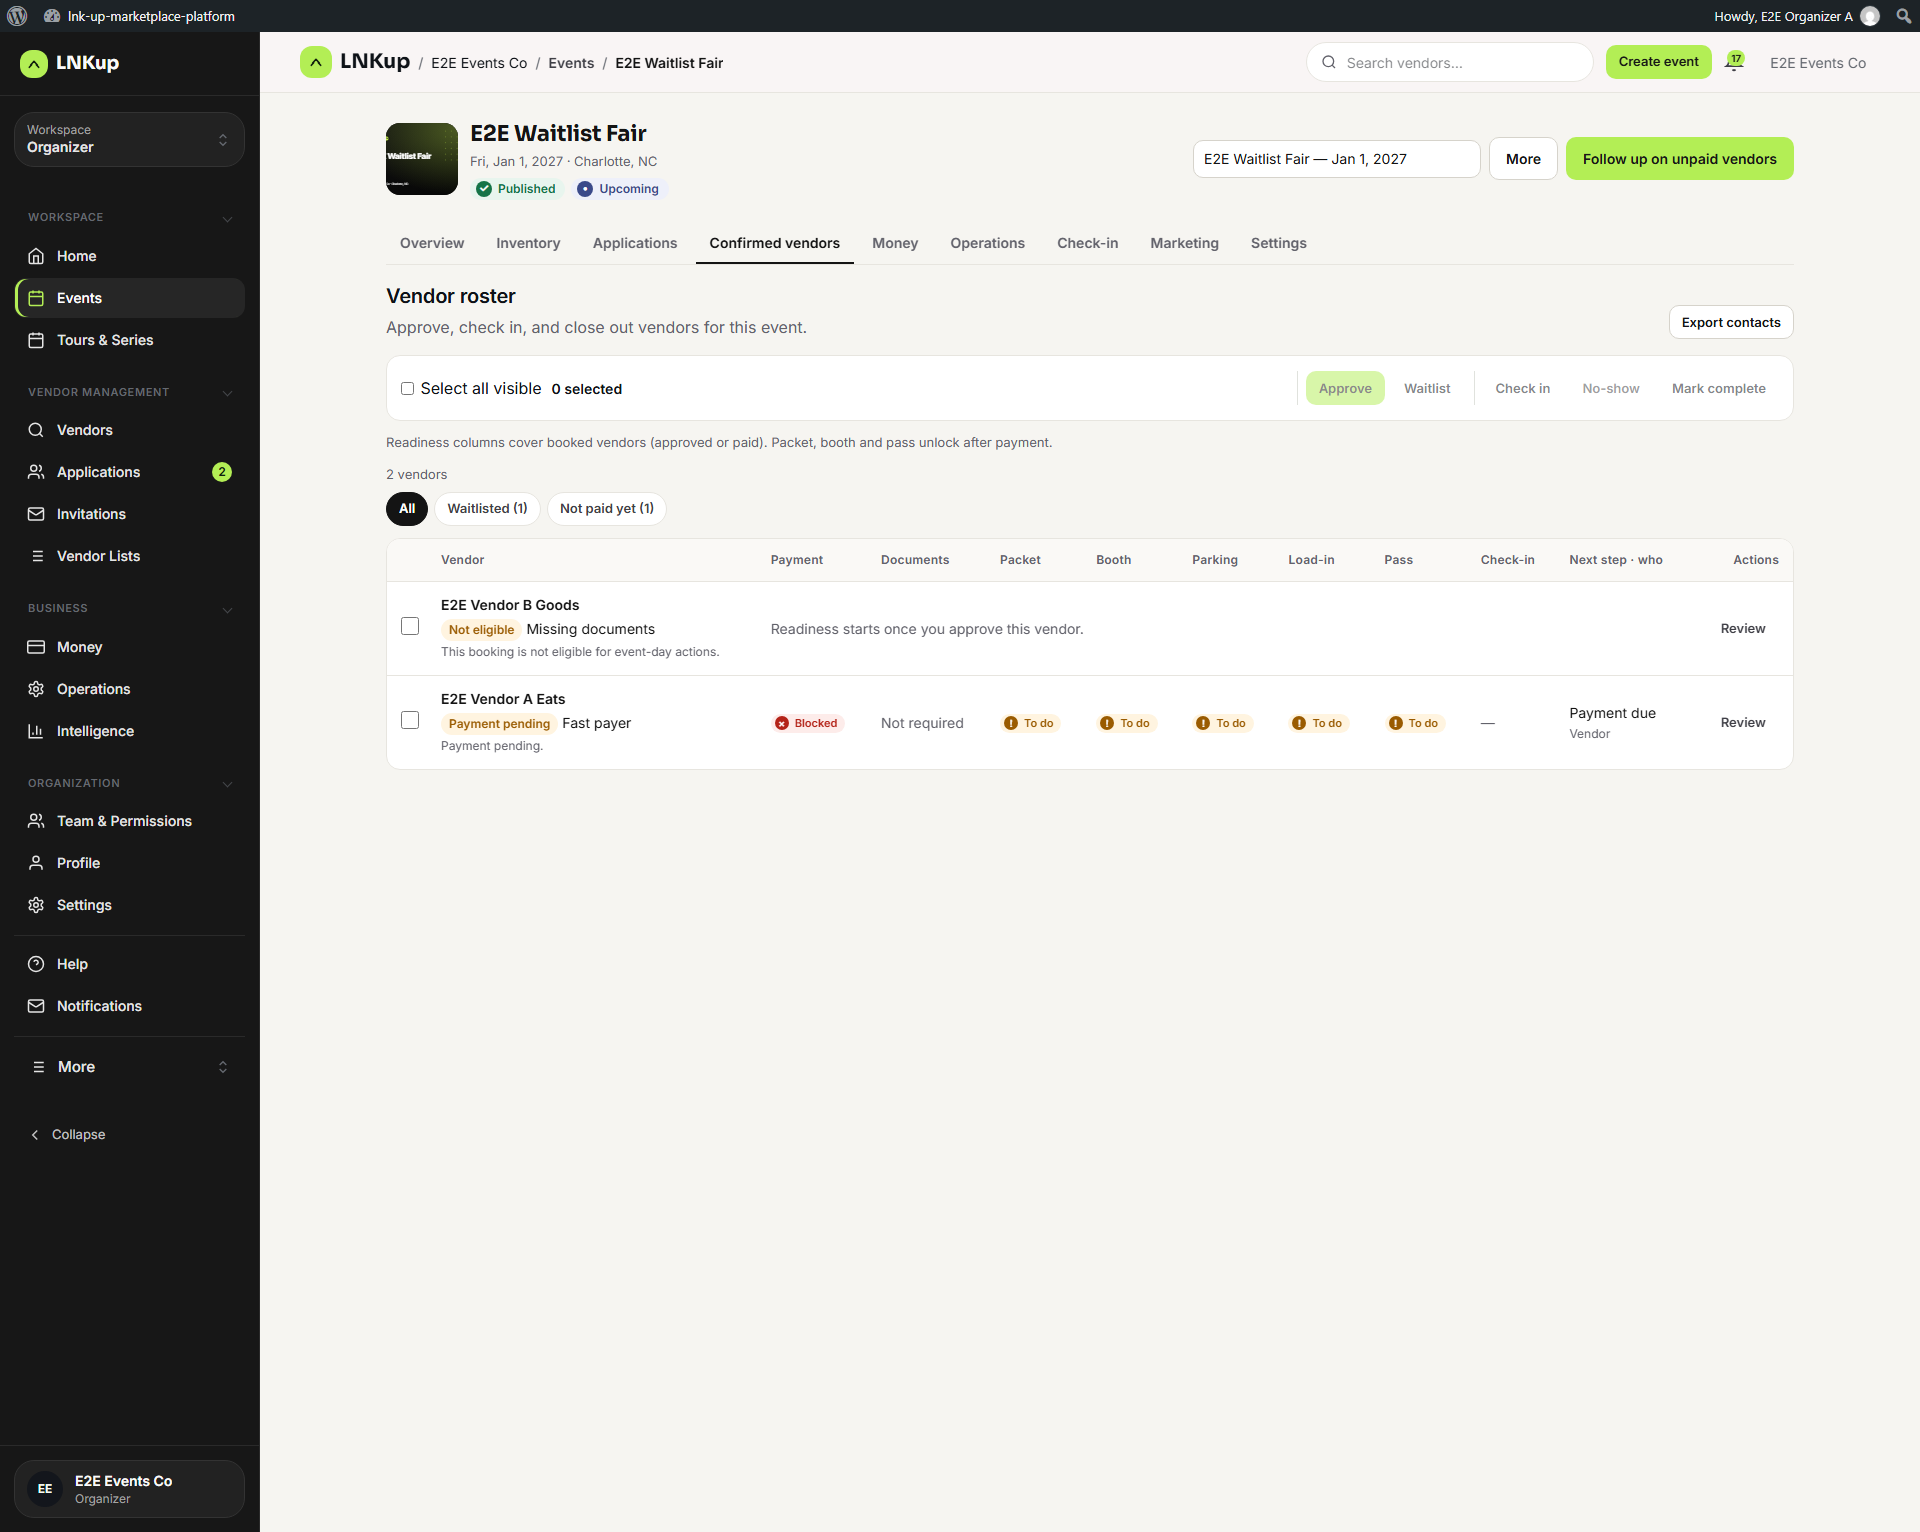 lnk-up-marketplace-platform
Howdy, E2E Organizer A
LNKup
Workspace
Organizer
WORKSPACE
Home
Events
Tours & Series
VENDOR MANAGEMENT
Vendors
Applications 2
Invitations
Vendor Lists
BUSINESS
Money
Operations
Intelligence
ORGANIZATION
Team & Permissions
Profile
Settings
Help
Notifications
More
Collapse
EE
E2E Events Co
Organizer
LNKup / E2E Events Co / Events / E2E Waitlist Fair
Search vendors...
Create event
17
E2E Events Co
Waitlist Fair
E2E Waitlist Fair
Fri, Jan 1, 2027 · Charlotte, NC
Published Upcoming
E2E Waitlist Fair — Jan 1, 2027
More
Follow up on unpaid vendors
Overview Inventory Applications Confirmed vendors Money Operations Check-in Marketing Settings
Vendor roster
Approve, check in, and close out vendors for this event.
Export contacts
Select all visible 0 selected
Approve Waitlist Check in No-show Mark complete
Readiness columns cover booked vendors (approved or paid). Packet, booth and pass unlock after payment.
2 vendors
All Waitlisted (1) Not paid yet (1)
Vendor Payment Documents Packet Booth Parking Load-in Pass Check-in Next step · who Actions
E2E Vendor B Goods
Not eligible Missing documents
This booking is not eligible for event-day actions.
Readiness starts once you approve this vendor.
Review
E2E Vendor A Eats
Payment pending Fast payer
Payment pending.
Blocked Not required To do To do To do To do To do —
Payment due
Vendor
Review